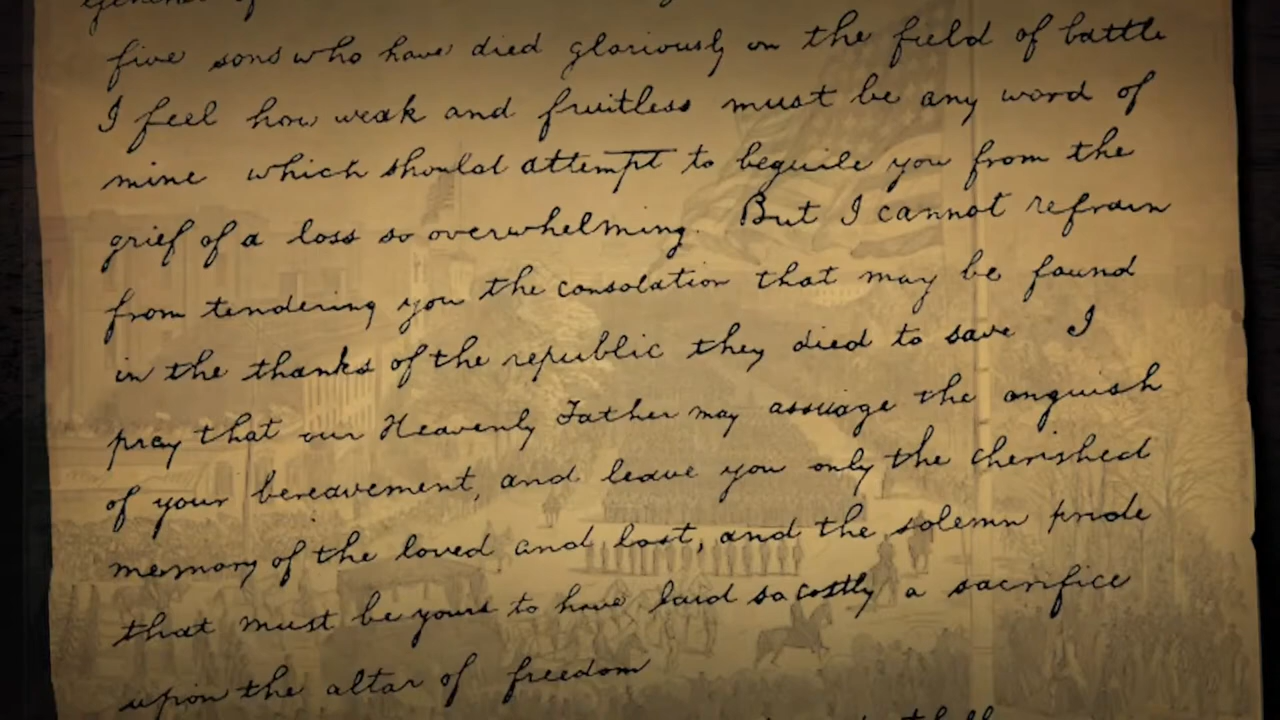 five sons who have died gloriously on the field of battle
I feel how weak and fruitless must be any word of
mine which should attempt to beguile you from the
grief of a loss so overwhelming. But I cannot refrain
from tendering you the consolation that may be found
in the thanks of the republic they died to save I
pray that our Heavenly Father may assuage the anguish
of your bereavement, and leave you only the cherished
memory of the loved and lost, and the solemn pride
that must be yours to have laid so costly a sacrifice
upon the altar of freedom